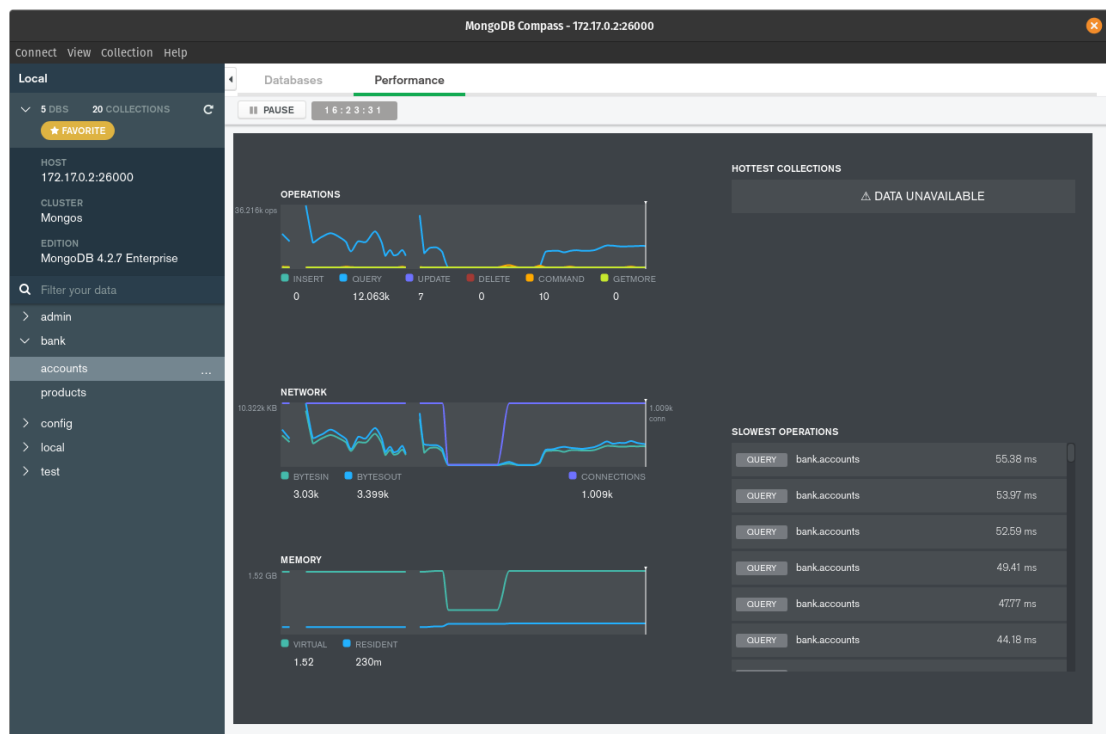 MongoDB Compass - 172.17.0.2:26000
Connect View Collection Help
Local
5 DBS 20 COLLECTIONS
FAVORITE
HOST
172.17.0.2:26000
CLUSTER
Mongos
EDITION
MongoDB 4.2.7 Enterprise
Filter your data
admin
bank
accounts ...
products
config
local
test
Databases Performance
PAUSE 16:23:31
OPERATIONS
36.216k ops
INSERT QUERY UPDATE DELETE COMMAND GETMORE
0 12.063k 7 0 10 0
NETWORK
10.322k KB 1.009k
conn
BYTESIN BYTESOUT CONNECTIONS
3.03k 3.399k 1.009k
MEMORY
1.52 GB
VIRTUAL RESIDENT
1.52 230m
HOTTEST COLLECTIONS
⚠ DATA UNAVAILABLE
SLOWEST OPERATIONS
QUERY bank.accounts 55.38 ms
QUERY bank.accounts 53.97 ms
QUERY bank.accounts 52.59 ms
QUERY bank.accounts 49.41 ms
QUERY bank.accounts 47.77 ms
QUERY bank.accounts 44.18 ms